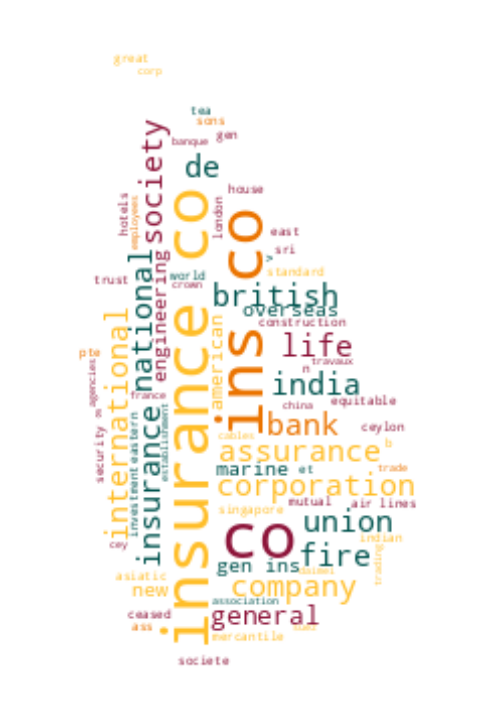 great
corp
tea
sons
gen
banque
society
de
house
hotels
employees
london
co
ins co
east
sri
>
trust
world
crown
standard
engineering
national
british
overseas
construction
international
american
life
travaux
n
pte
agencies
india
france
china
equitable
insurance co
bank
ceylon
security
as
investment
eastern
insurance
establishment
cables
assurance
b
marine
et
trade
corporation
mutual
air lines
singapore
union
co
indian
cey
fire
trading
gen ins
asiatic
new
company
association
ceased
general
ass
mercantile
societe